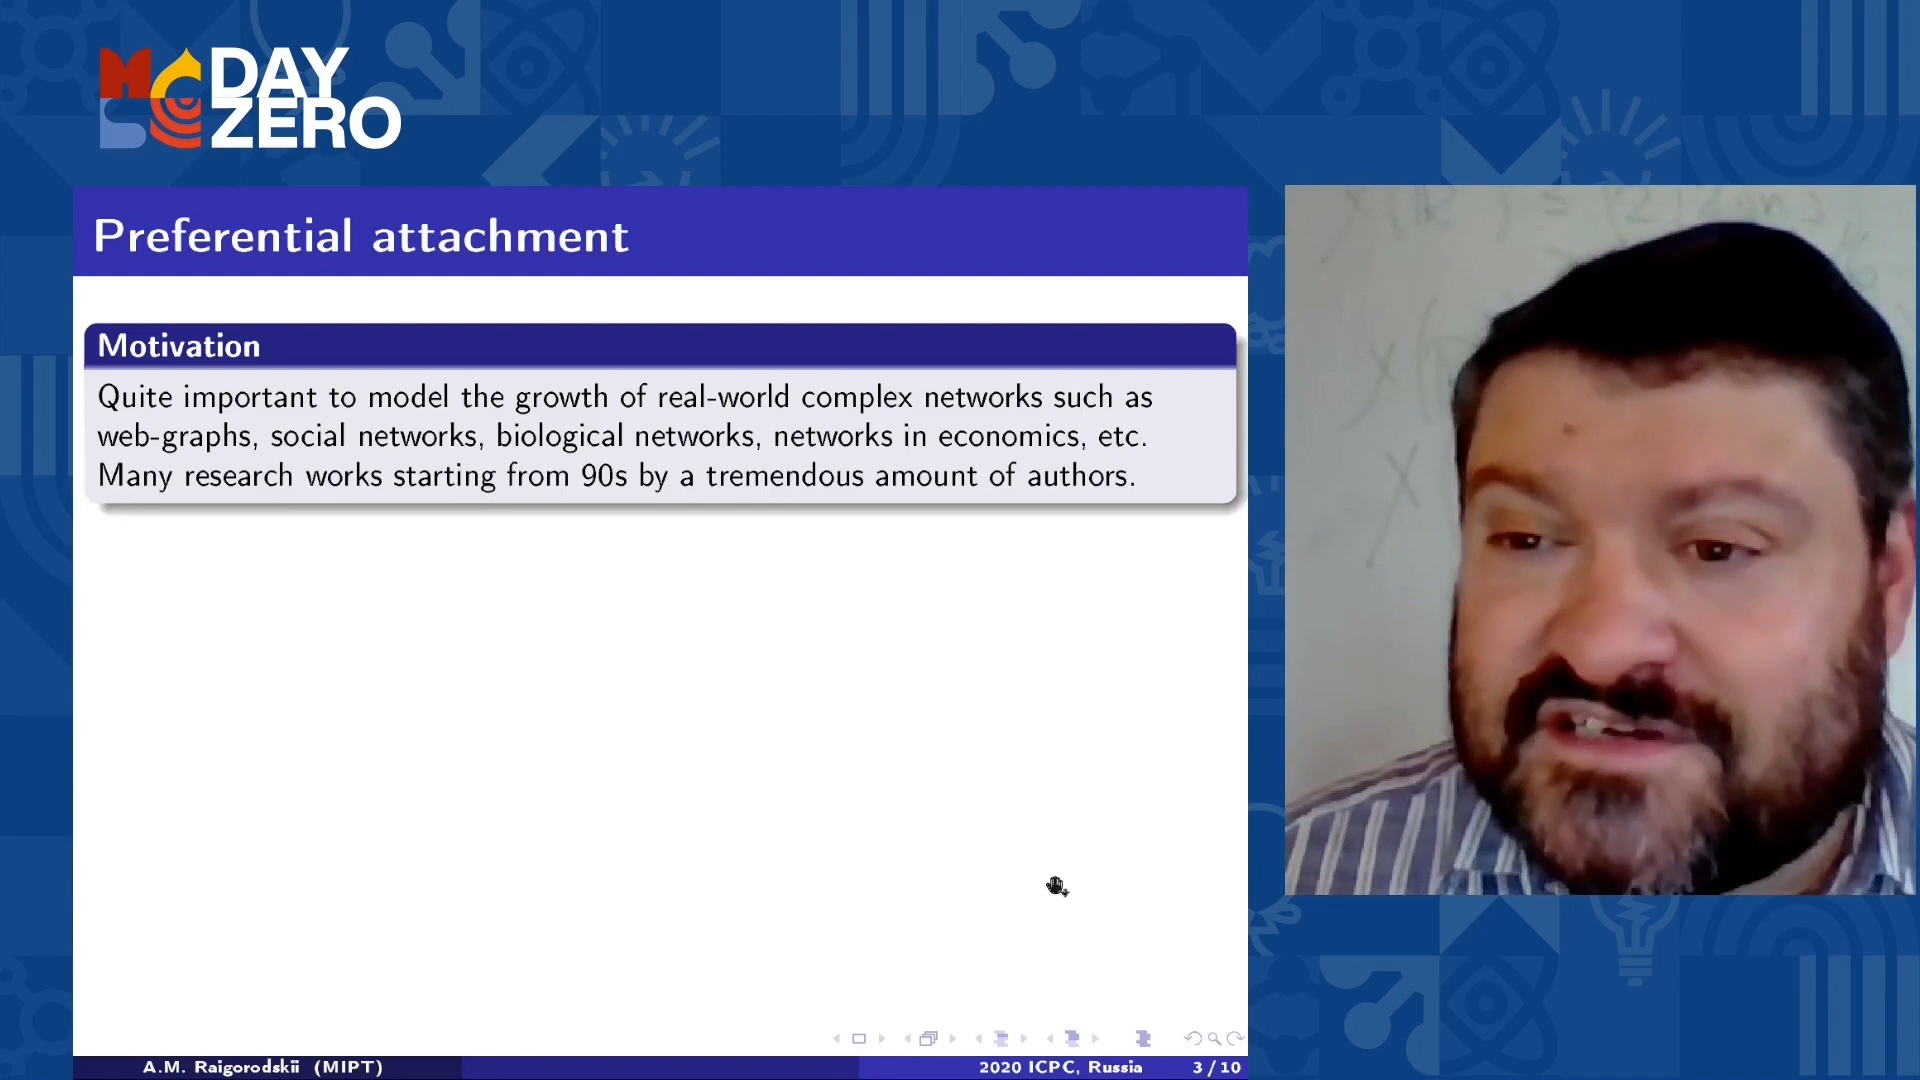 DAY
ZERO
Preferential attachment
Motivation
Quite important to model the growth of real-world complex networks such as
web-graphs, social networks, biological networks, networks in economics, etc.
Many research works starting from 90s by a tremendous amount of authors.
A.M. Raigorodskii (MIPT)
2020 ICPC, Russia
3 / 10